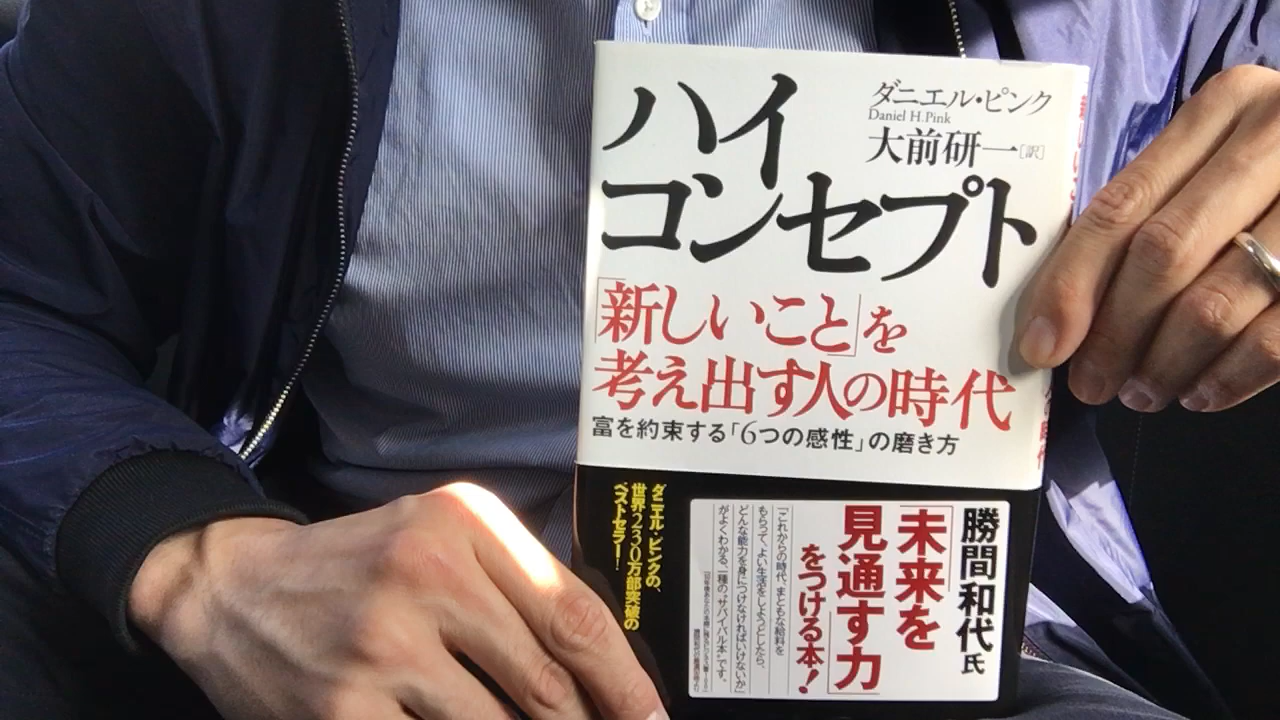 ハイ
コンセプト
ダニエル・ピンク
Daniel H.Pink
大前研一[訳]
「新しいこと」を
考え出す人の時代
富を約束する「6つの感性」の磨き方
勝間和代氏
「未来を
見通す力」
をつける本!
「これからの時代、まともな給料を
もらって、よい生活をしようとしたら、
どんな能力を身につけなければいけないか
がよくわかる、一種の“サバイバル本”です。
ダニエル・ピンクの、
世界230万部突破の
ベストセラー!